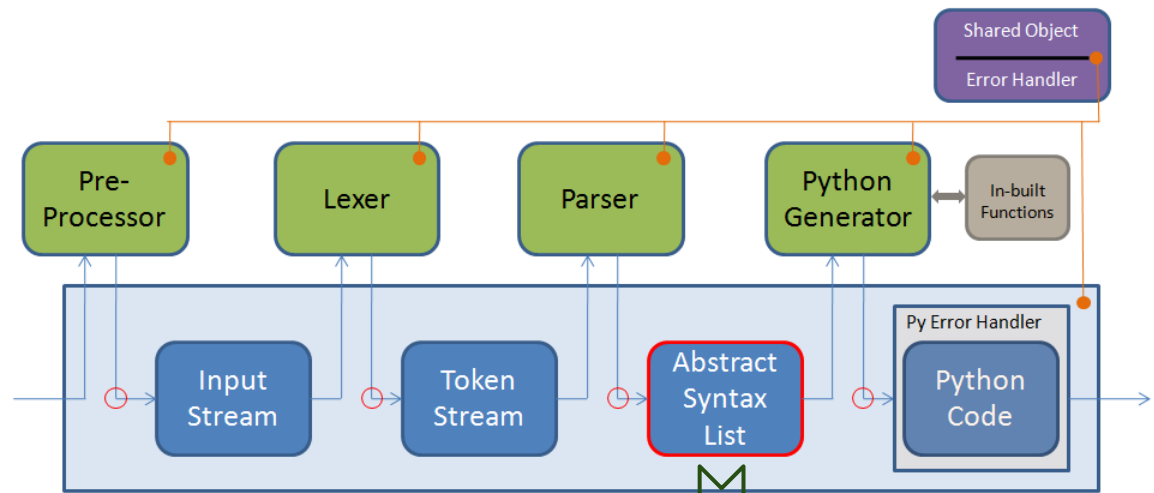 Shared Object
Error Handler
Pre-
Processor
Lexer
Parser
Python
Generator
In-built
Functions
Py Error Handler
Input
Stream
Token
Stream
Abstract
Syntax
List
Python
Code
M